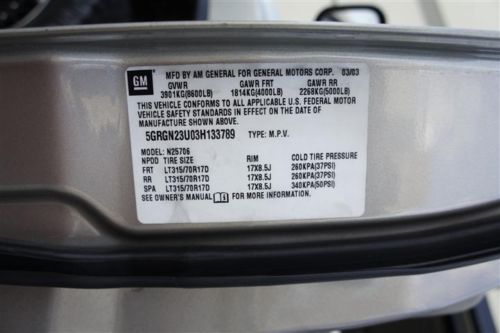 GM
MFD BY AM GENERAL FOR GENERAL MOTORS CORP. 03/03
GVWR GAWR FRT GAWR RR
3901KG(8600LB) 1814KG(4000LB) 2268KG(5000LB)
THIS VEHICLE CONFORMS TO ALL APPLICABLE U.S. FEDERAL MOTOR
VEHICLE SAFETY STANDARDS IN EFFECT ON THE DATE OF
MANUFACTURE SHOWN ABOVE.
5GRGN23U03H133789 TYPE: M.P.V.
MODEL: N25706
NPOD TIRE SIZE RIM COLD TIRE PRESSURE
FRT LT315/70R17D 17X8.5J 260KPA(37PSI)
RR LT315/70R17D 17X8.5J 260KPA(37PSI)
SPA LT315/70R17D 17X8.5J 340KPA(50PSI)
SEE OWNER'S MANUAL FOR MORE INFORMATION.